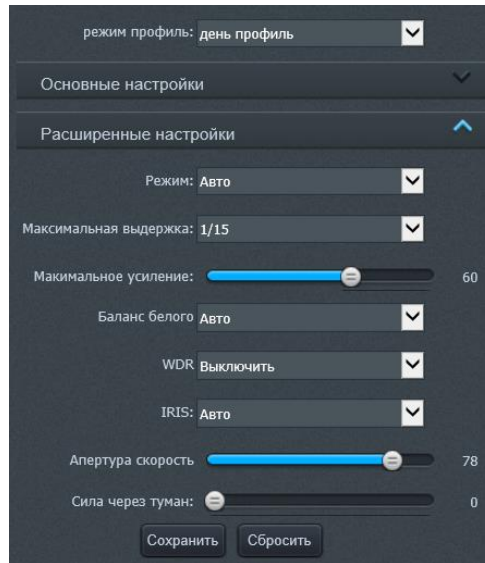 режим профиль: день профиль
Основные настройки
Расширенные настройки
Режим: Авто
Максимальная выдержка: 1/15
Макимальное усиление: 60
Баланс белого Авто
WDR Выключить
IRIS: Авто
Апертура скорость 78
Сила через туман: 0
Сохранить Сбросить